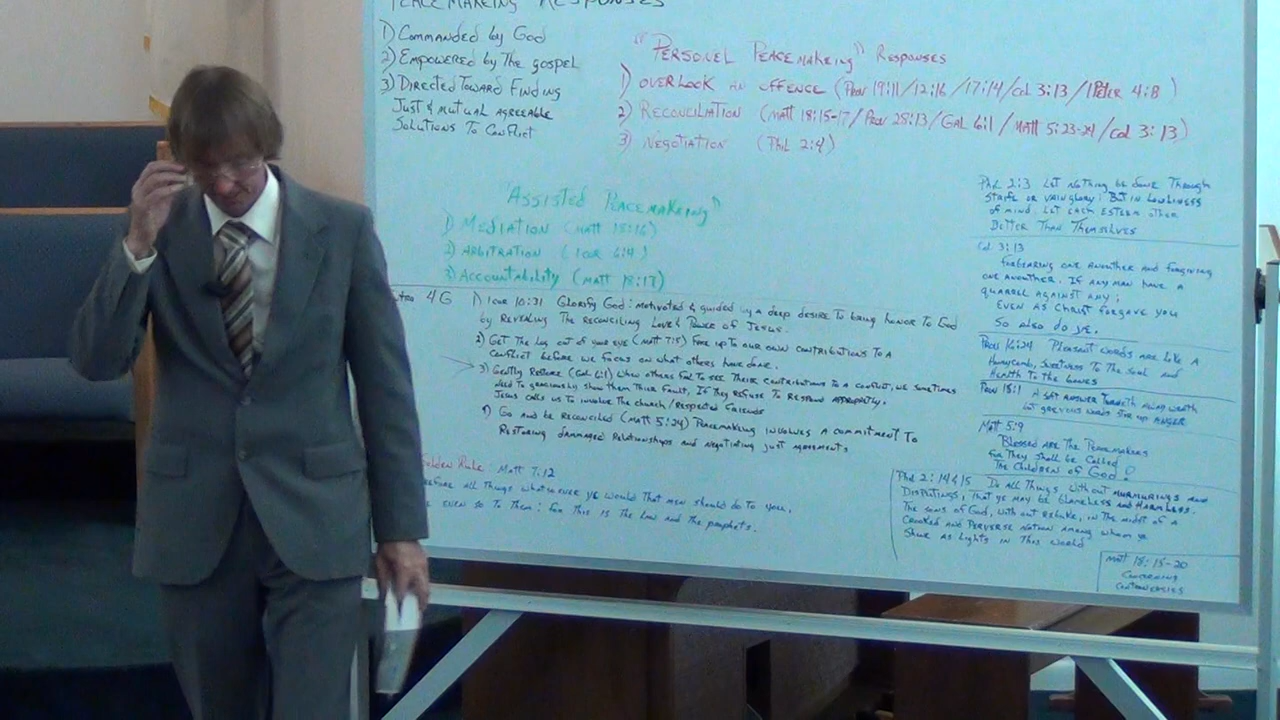 PEACEMAKING RESPONSES
1) COMMANDED by GOD
2) EMPOWERED by THE gospEL
3) DIRECTED TOWARD FINDING
JUST & MUTUAL AGREEABLE
SOLUTIONS TO CONFLICT
"PERSONEL PEACEMAKING" RESPONSES
1) OVERLOOK AN OFFENCE (PROV 19:11/12:16/17:14/Col 3:13/1PETER 4:8)
2) RECONCILIATION (MATT 18:15-17/PROV 28:13/GAL 6:1/MATT 5:23-24/Col 3:13)
3) NEGOTIATION (Phil 2:4)
"ASSISTED PEACEMAKING"
1) MEDIATION (MATT 18:16)
2) ARBITRATION (1COR 6:4)
3) ACCOUNTABILITY (MATT 18:17)
4G 1) 1COR 10:31 GLORIFY GOD: MOTIVATED & guided by a deep desire TO bring HONOR TO GOD
by REVEALING THE RECONCILING LOVE & POWER OF JESUS.
2) GET THE Log OUT of your EYE (MATT 7:5) FACE up TO OUR OWN CONTRIBUTIONS TO A
CONFLICT before WE FOCUS ON what OTHERS HAVE done.
3) GENTLY RESTORE (GAL 6:1) WHEN OTHERS FAIL TO SEE THEIR CONTRIBUTIONS TO A CONFLICT, WE SOMETIMES
NEED TO graciously show THEM THEIR FAULT, IF THEY REFUSE TO RESPOND APPROPRIATLY,
JESUS CALLS US TO INVOLVE THE CHURCH/RESPECTED FRIENDS
4) GO AND be RECONCILED (MATT 5:24) PEACEMAKING INVOLVES A COMMITMENT TO
RESTORING DAMAGED RELATIONSHIPS AND NEGOTIATING JUST AGREEMENTS
Golden RULE: MATT 7:12
all THINGS whatsoever ye would THAT MEN should do TO you,
EVEN SO TO THEM: FOR THIS IS THE LAW AND THE prophets.
Phil 2:3 LET NOTHING be done THROUGH
STRIFE OR VAINGLORY; BUT IN LOWLINESS
of MIND LET EACH ESTEEM OTHER
BETTER THAN THEMSELVES
Col 3:13
FORBEARING ONE ANOTHER AND FORGIVING
ONE ANOTHER, IF ANY MAN HAVE A
QUARREL AGAINST ANY;
EVEN AS CHRIST FORGAVE YOU
SO Also do ye.
PROV 16:24 PLEASANT WORDS ARE LIKE A
HONEYCOMB, SWEETNESS TO THE SOUL AND
HEALTH TO THE BONES
PROV 15:1 A SOFT ANSWER TURNETH AWAY WRATH
but GRIEVOUS WORDS STIR UP ANGER
MATT 5:9
Blessed ARE THE PEACEMAKERS
for THEY SHALL BE CALLED
THE CHILDREN OF GOD!
Phil 2:14&15 Do ALL THINGS WITHOUT MURMURINGS AND
DISPUTINGS, THAT YE MAY BE BLAMELESS AND HARMLESS,
THE SONS OF GOD, WITHOUT REBUKE, IN THE MIDST OF A
CROOKED AND PERVERSE NATION AMONG WHOM YE
SHINE AS LIGHTS IN THIS WORLD
MATT 18:15-20
CONCERNING
CONTROVERSIES